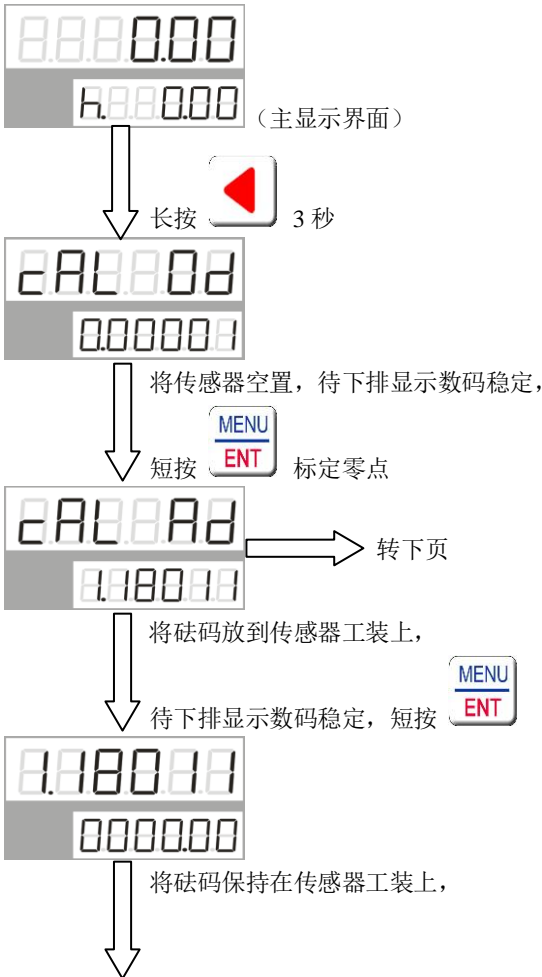 0.00
h. 0.00 （主显示界面）
长按 3 秒
cAL 0d
0.00001
将传感器空置，待下排显示数码稳定，
MENU
ENT
短按 标定零点
cAL Ad
转下页
1.18011
将砝码放到传感器工装上，
MENU
ENT
待下排显示数码稳定，短按
1.18011
0000.00
将砝码保持在传感器工装上，